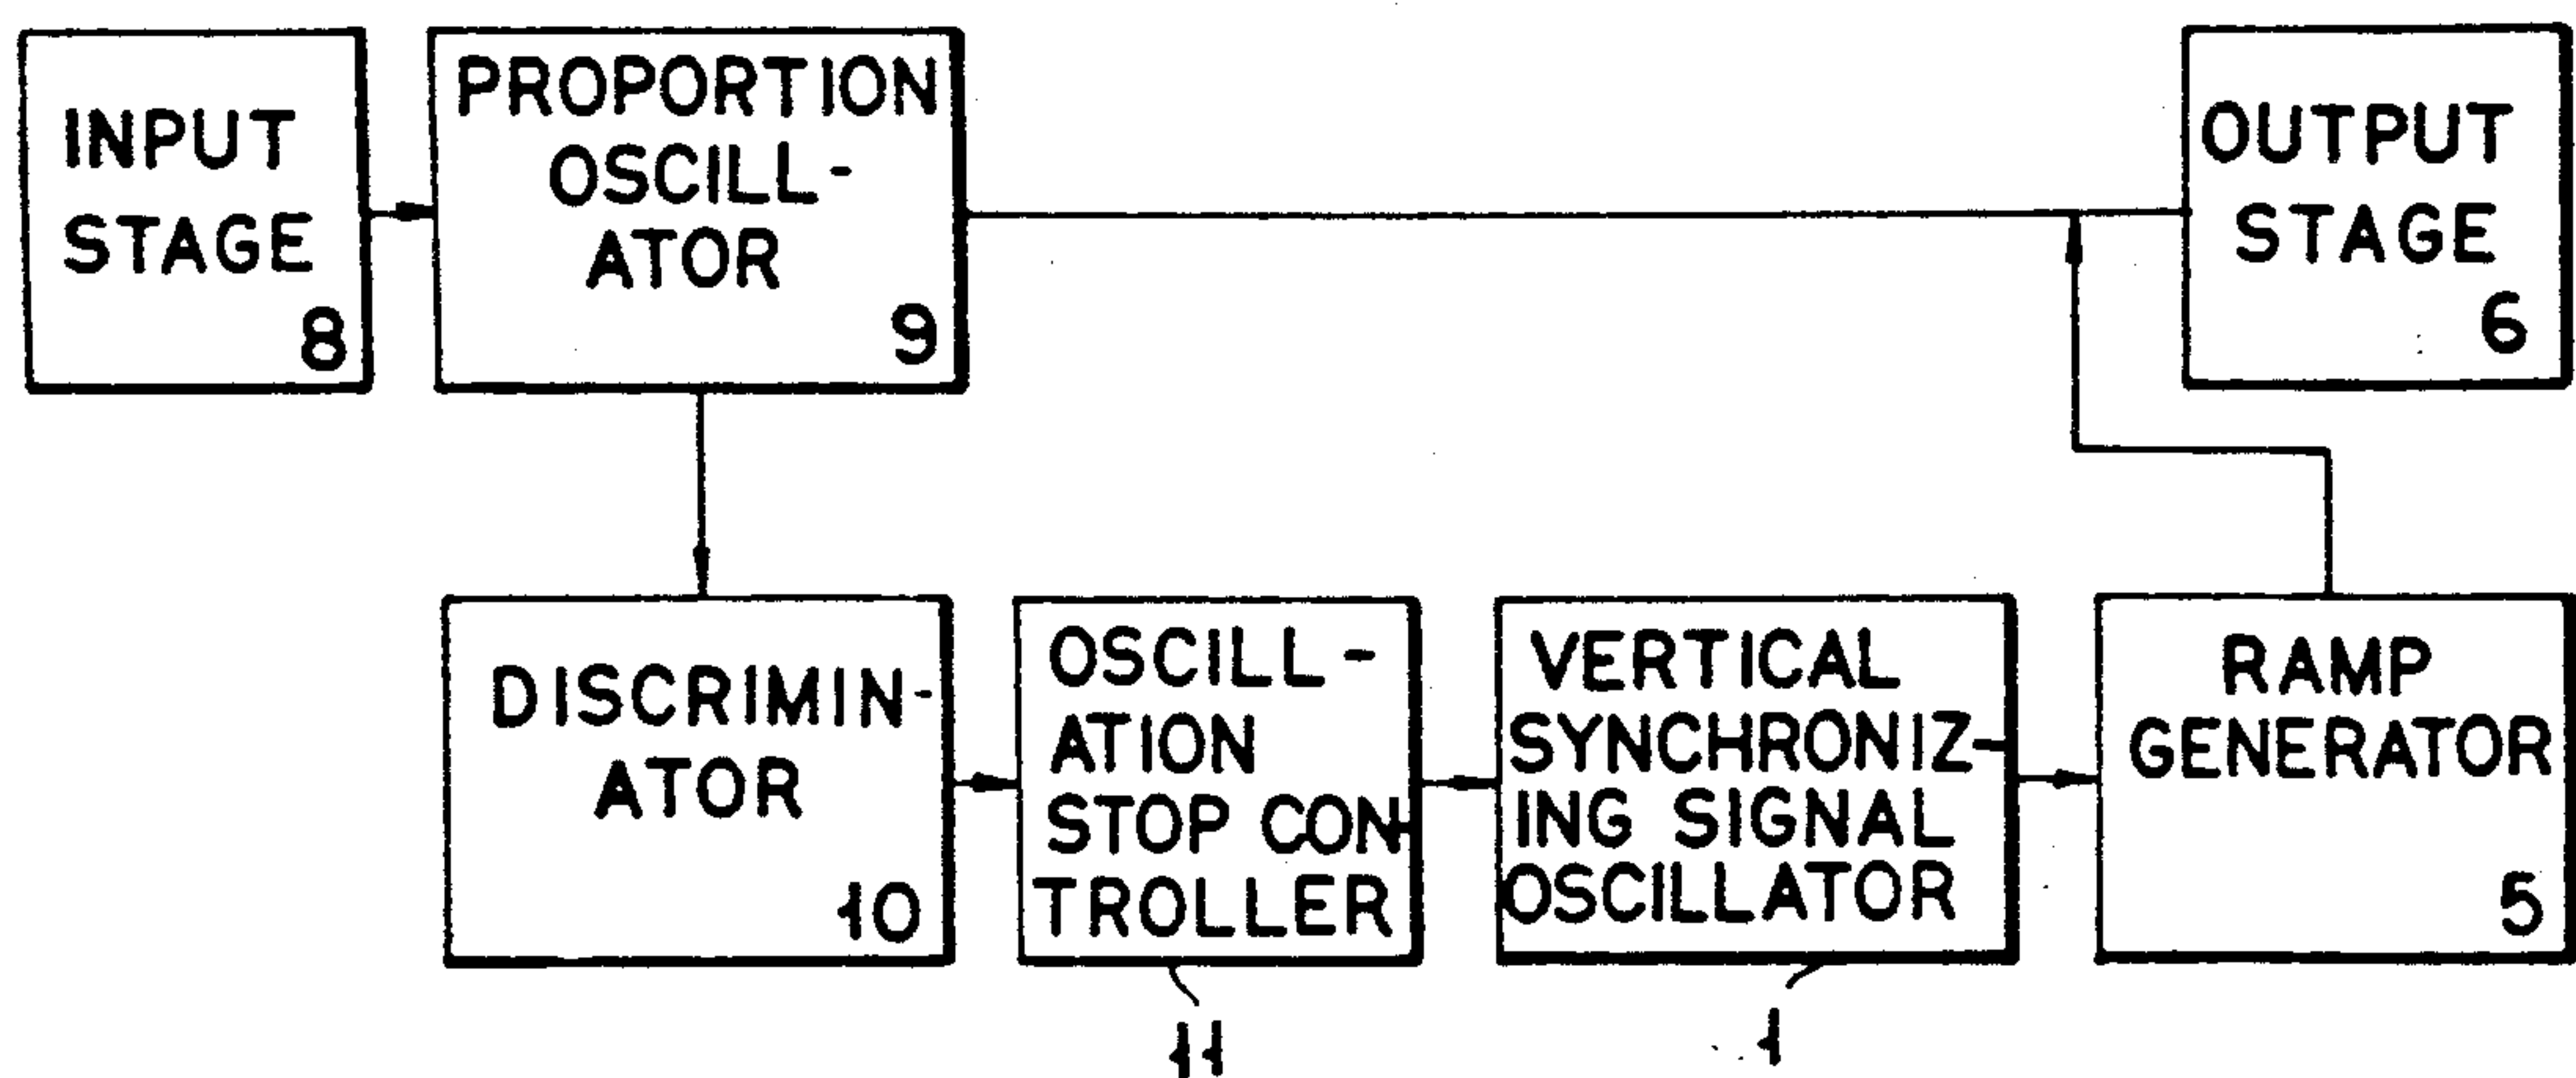 INPUT
STAGE
8
PROPORTION
OSCILL-
ATOR
9
OUTPUT
STAGE
6
DISCRIMIN-
ATOR
10
OSCILL-
ATION
STOP CON-
TROLLER
11
VERTICAL
SYNCHRONIZ-
ING SIGNAL
OSCILLATOR
1
RAMP
GENERATOR
5